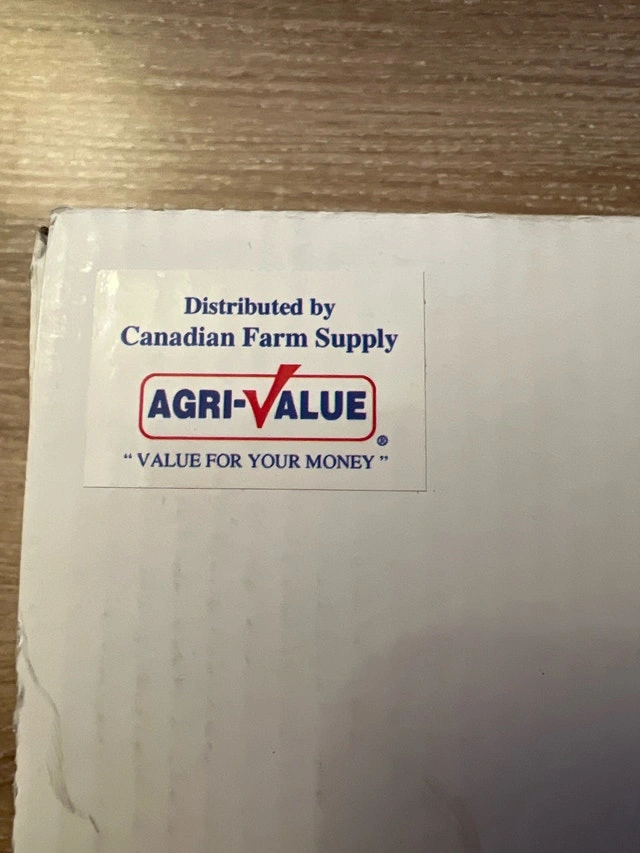 Distributed by
Canadian Farm Supply
AGRI-VALUE
®
“ VALUE FOR YOUR MONEY ”